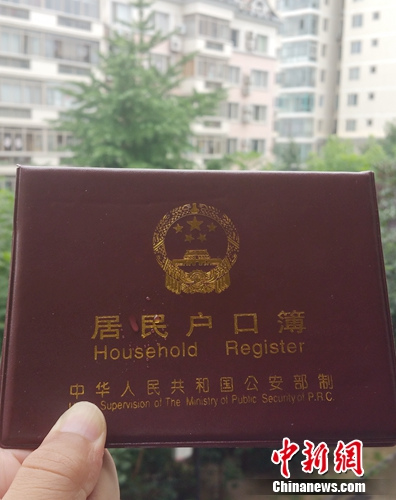 居民户口簿
Household Register
中华人民共和国公安部制
Supervision of The Ministry of Public Security of P.R.C
中新网
Chinanews.com